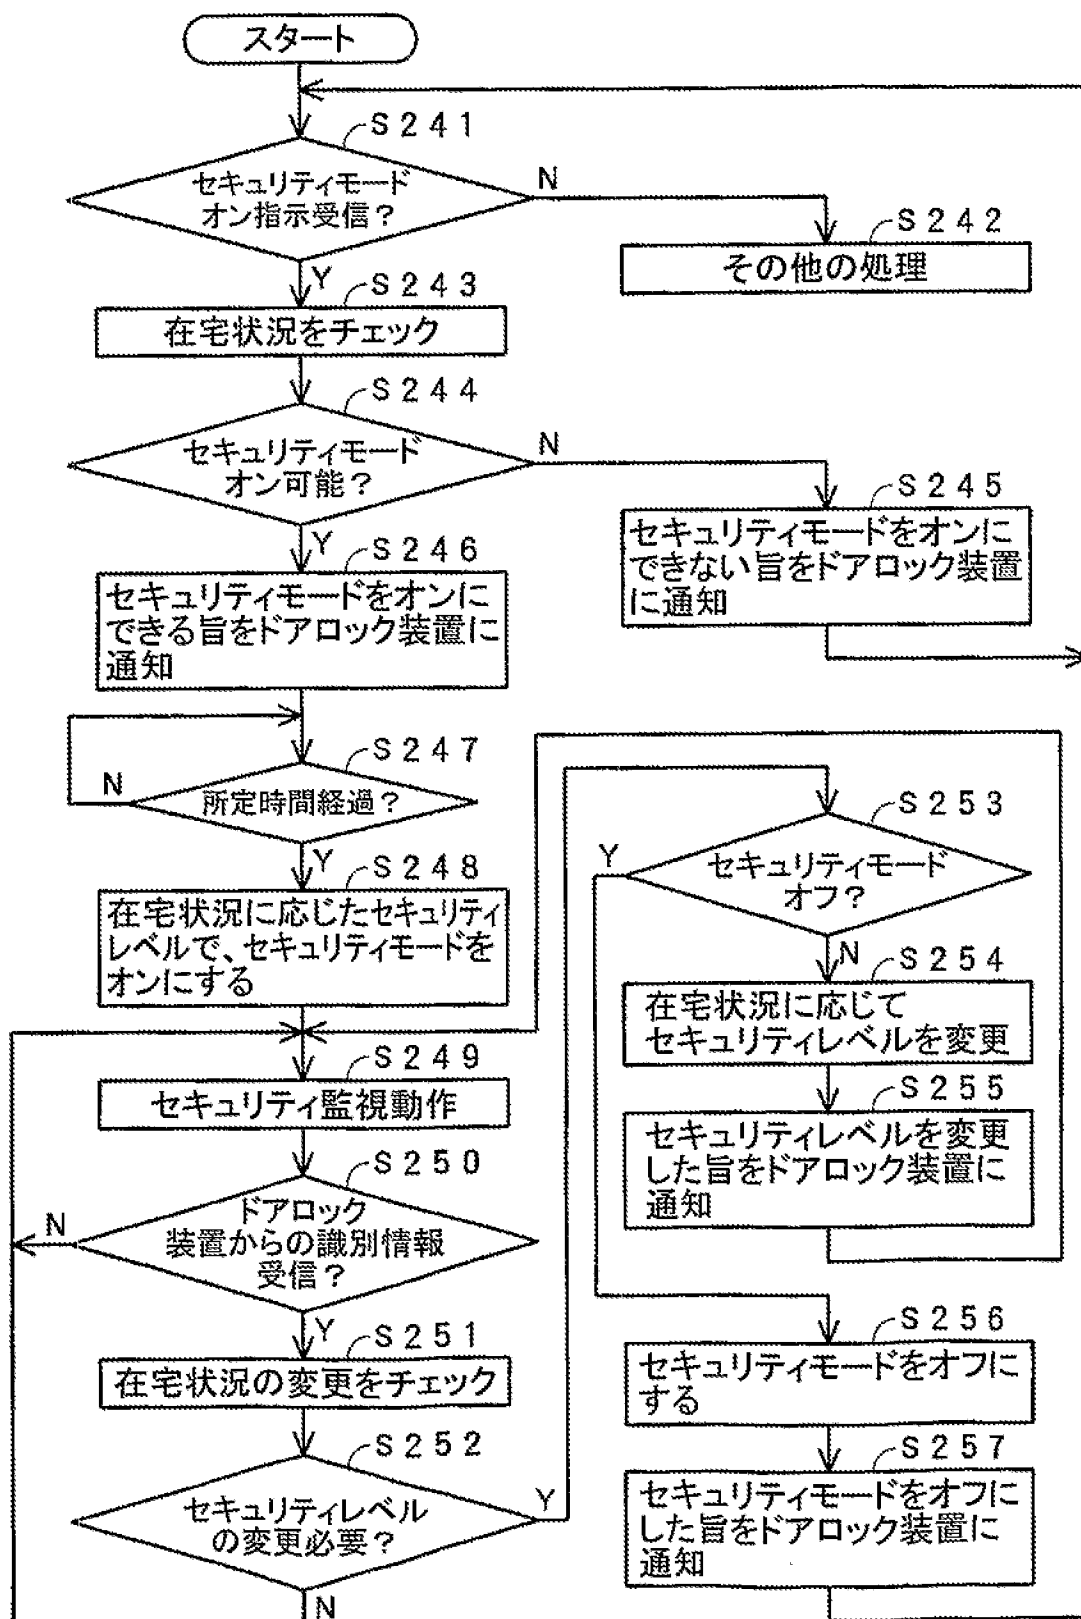 スタート
S241
セキュリティモード
オン指示受信？
N
Y
S242
その他の処理
S243
在宅状況をチェック
S244
セキュリティモード
オン可能？
N
Y
S245
セキュリティモードをオンに
できない旨をドアロック装置
に通知
S246
セキュリティモードをオンに
できる旨をドアロック装置に
通知
S247
所定時間経過？
N
Y
S248
在宅状況に応じたセキュリティ
レベルで、セキュリティモードを
オンにする
S249
セキュリティ監視動作
S250
ドアロック
装置からの識別情報
受信？
N
Y
S251
在宅状況の変更をチェック
S252
セキュリティレベル
の変更必要？
Y
N
S253
セキュリティモード
オフ？
Y
N
S254
在宅状況に応じて
セキュリティレベルを変更
S255
セキュリティレベルを変更
した旨をドアロック装置に
通知
S256
セキュリティモードをオフに
する
S257
セキュリティモードをオフに
した旨をドアロック装置に
通知